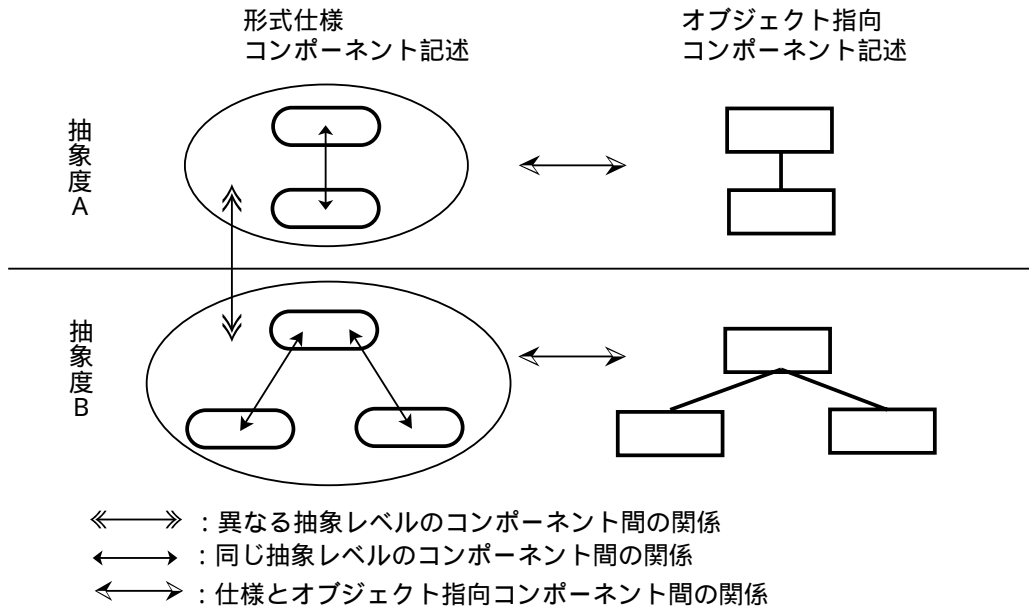 形式仕様
コンポーネント記述
オブジェクト指向
コンポーネント記述
抽象度A
抽象度B
：異なる抽象レベルのコンポーネント間の関係
：同じ抽象レベルのコンポーネント間の関係
：仕様とオブジェクト指向コンポーネント間の関係